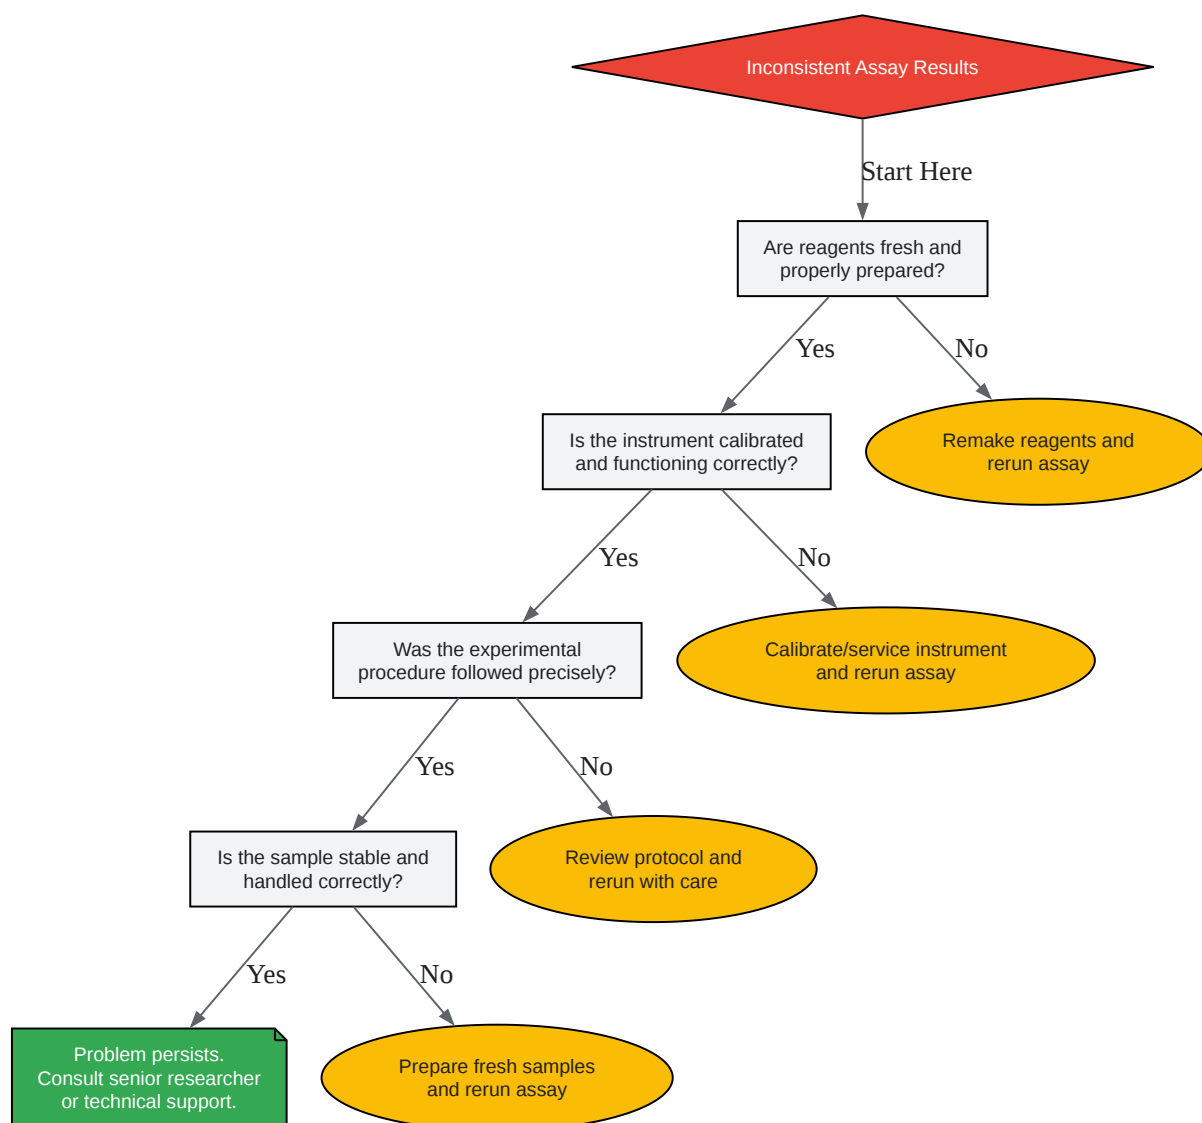 Inconsistent Assay Results
Start Here
Are reagents fresh and
properly prepared?
Yes
No
Is the instrument calibrated
and functioning correctly?
Remake reagents and
rerun assay
Yes
No
Was the experimental
procedure followed precisely?
Calibrate/service instrument
and rerun assay
Yes
No
Is the sample stable and
handled correctly?
Review protocol and
rerun with care
Yes
No
Problem persists.
Consult senior researcher
or technical support.
Prepare fresh samples
and rerun assay